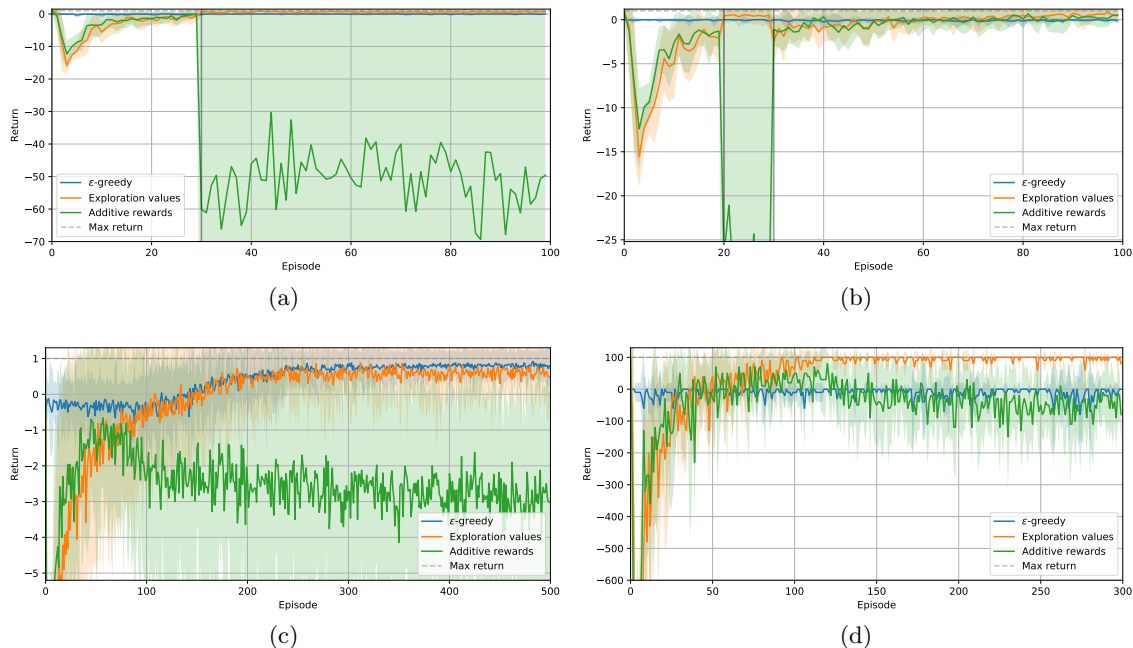 0
−10
−20
−30
−40
−50
−60
−70
Return
0 20 40 60 80 100
Episode
ε-greedy
Exploration values
Additive rewards
Max return
(a)
0
−5
−10
−15
−20
−25
Return
0 20 40 60 80 100
Episode
ε-greedy
Exploration values
Additive rewards
Max return
(b)
1
0
−1
−2
−3
−4
−5
Return
0 100 200 300 400 500
Episode
ε-greedy
Exploration values
Additive rewards
Max return
(c)
100
0
−100
−200
−300
−400
−500
−600
Return
0 50 100 150 200 250 300
Episode
ε-greedy
Exploration values
Additive rewards
Max return
(d)